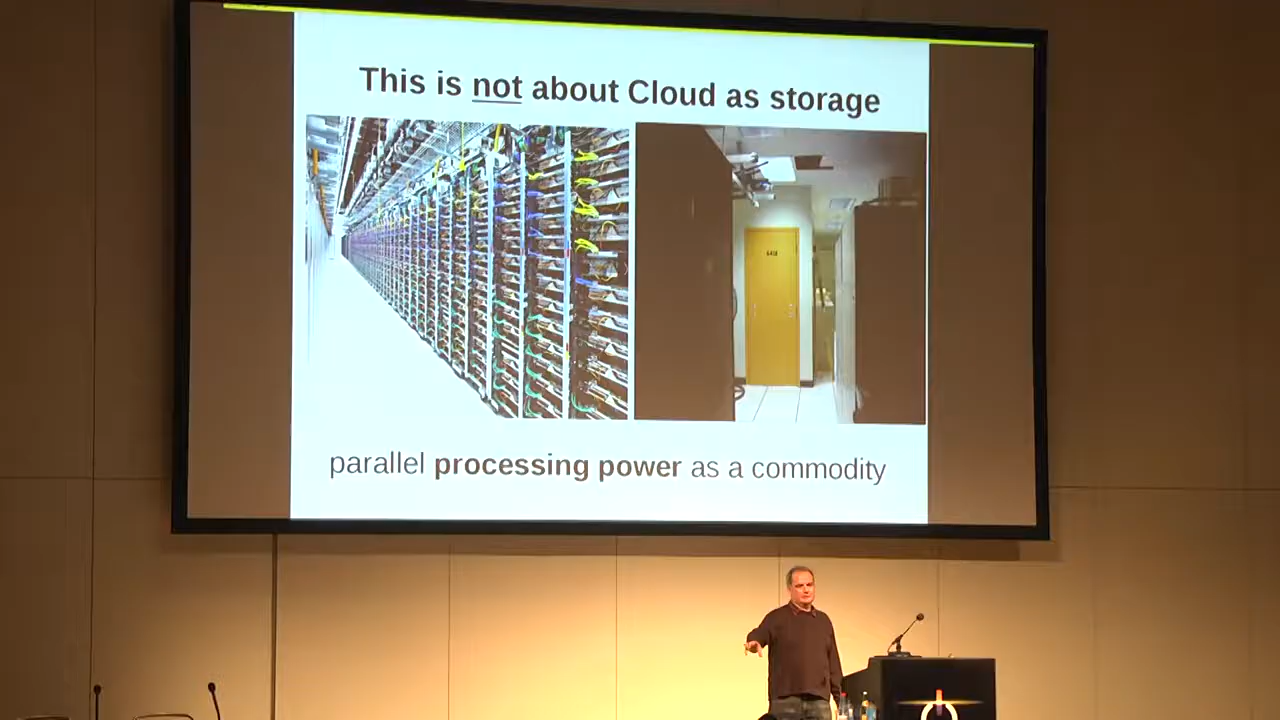 This is not about Cloud as storage
parallel processing power as a commodity